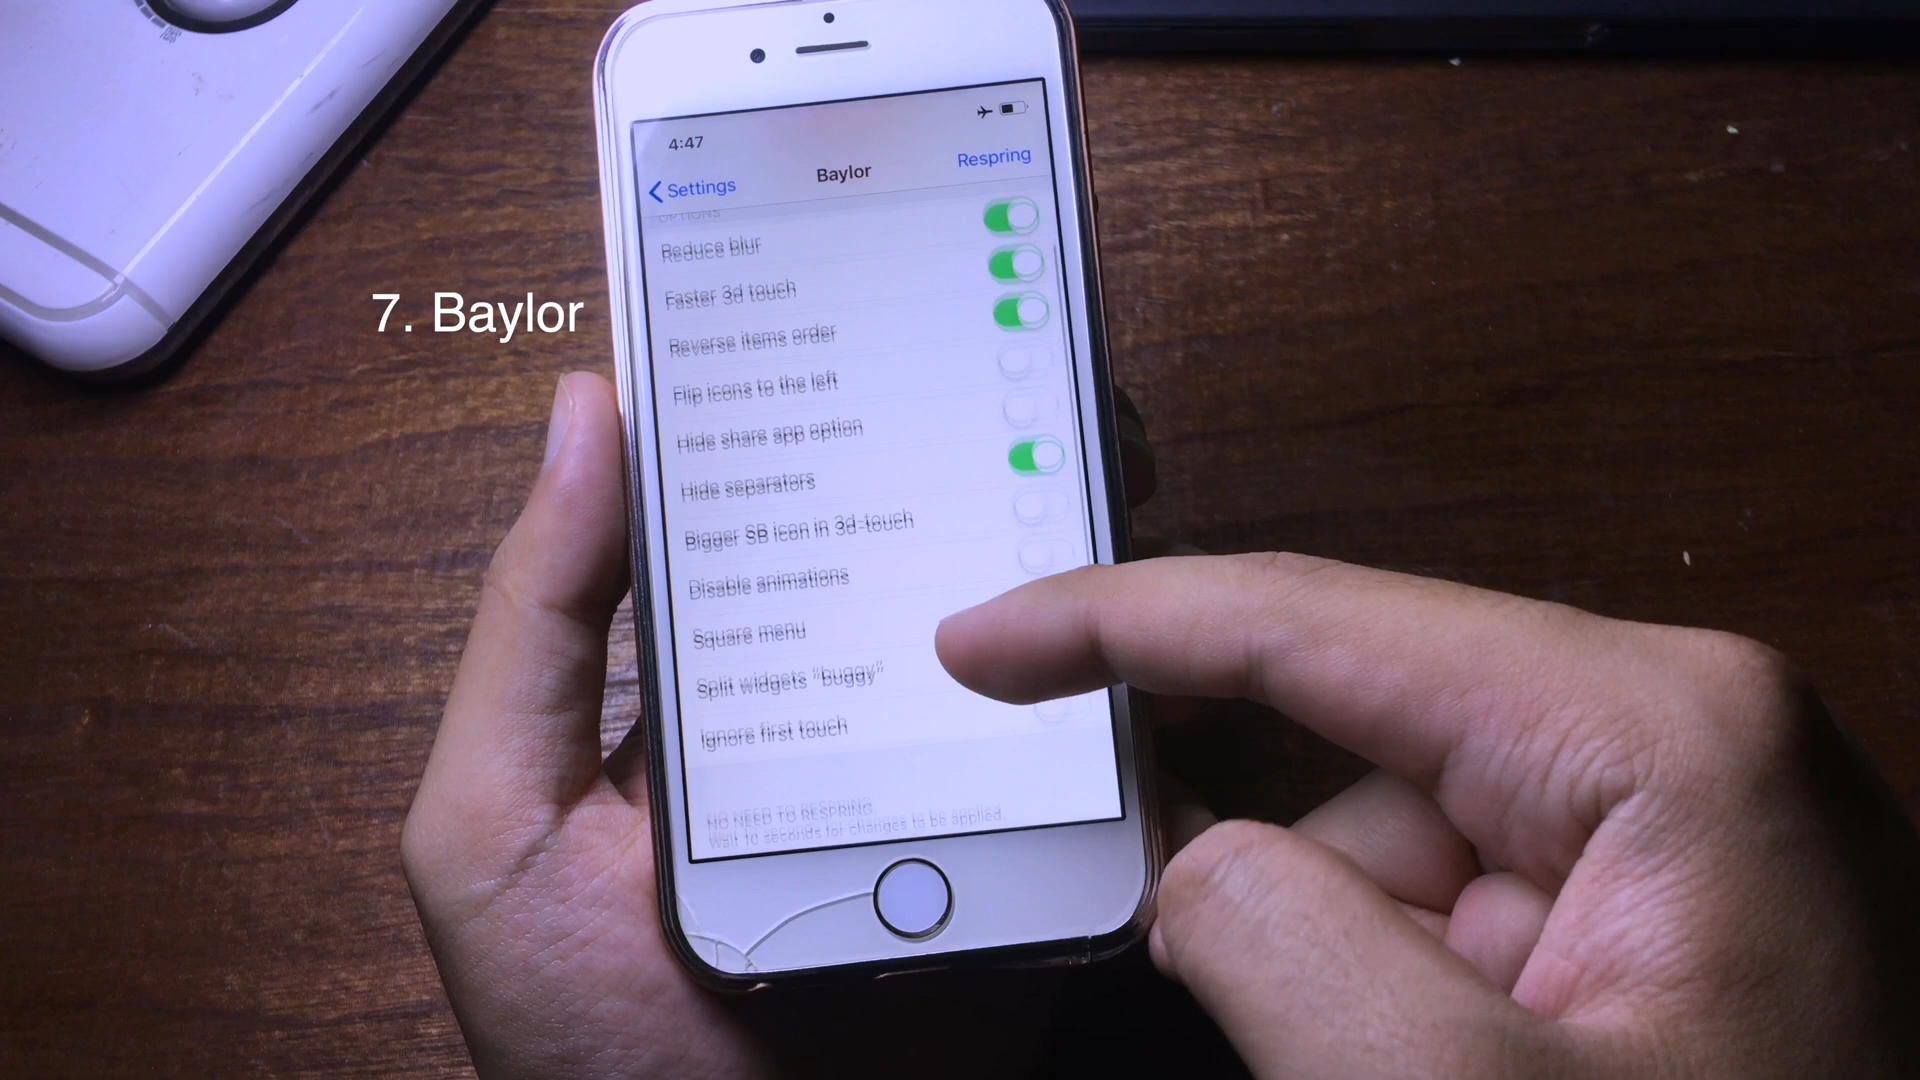 4:47
Settings
Baylor
Respring
OPTIONS
Reduce blur
Faster 3d touch
Reverse items order
Flip icons to the left
Hide share app option
Hide separators
Bigger SB icon in 3d-touch
Disable animations
Square menu
Split widgets “buggy”
Ignore first touch
NO NEED TO RESPRING
Wait 10 seconds for changes to be applied.
7. Baylor